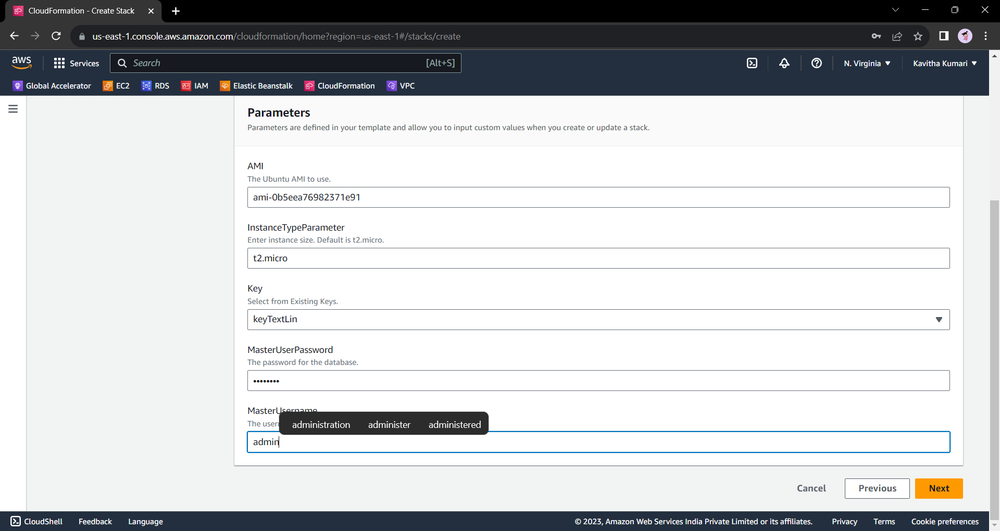 CloudFormation - Create Stack
us-east-1.console.aws.amazon.com/cloudformation/home?region=us-east-1#/stacks/create
aws Services Search [Alt+S] N. Virginia Kavitha Kumari
Global Accelerator EC2 RDS IAM Elastic Beanstalk CloudFormation VPC
Parameters
Parameters are defined in your template and allow you to input custom values when you create or update a stack.
AMI
The Ubuntu AMI to use.
ami-0b5eea76982371e91
InstanceTypeParameter
Enter instance size. Default is t2.micro.
t2.micro
Key
Select from Existing Keys.
keyTextLin
MasterUserPassword
The password for the database.
••••••••
MasterUsername
The user
administration administer administered
admin
Cancel Previous Next
CloudShell Feedback Language © 2023, Amazon Web Services India Private Limited or its affiliates. Privacy Terms Cookie preferences